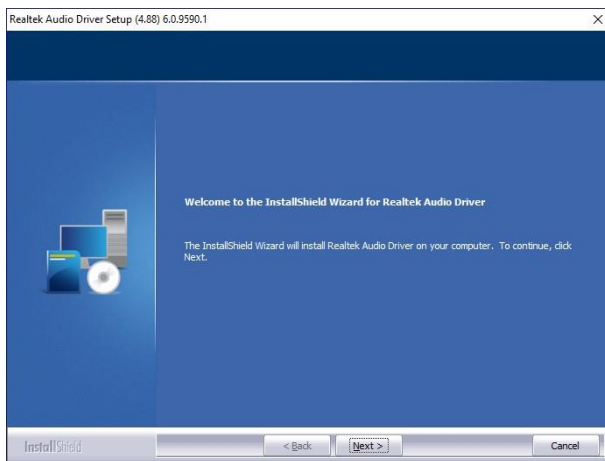 Realtek Audio Driver Setup (4.88) 6.0.9590.1
Welcome to the InstallShield Wizard for Realtek Audio Driver
The InstallShield Wizard will install Realtek Audio Driver on your computer. To continue, click
Next.
InstallShield
< Back
Next >
Cancel